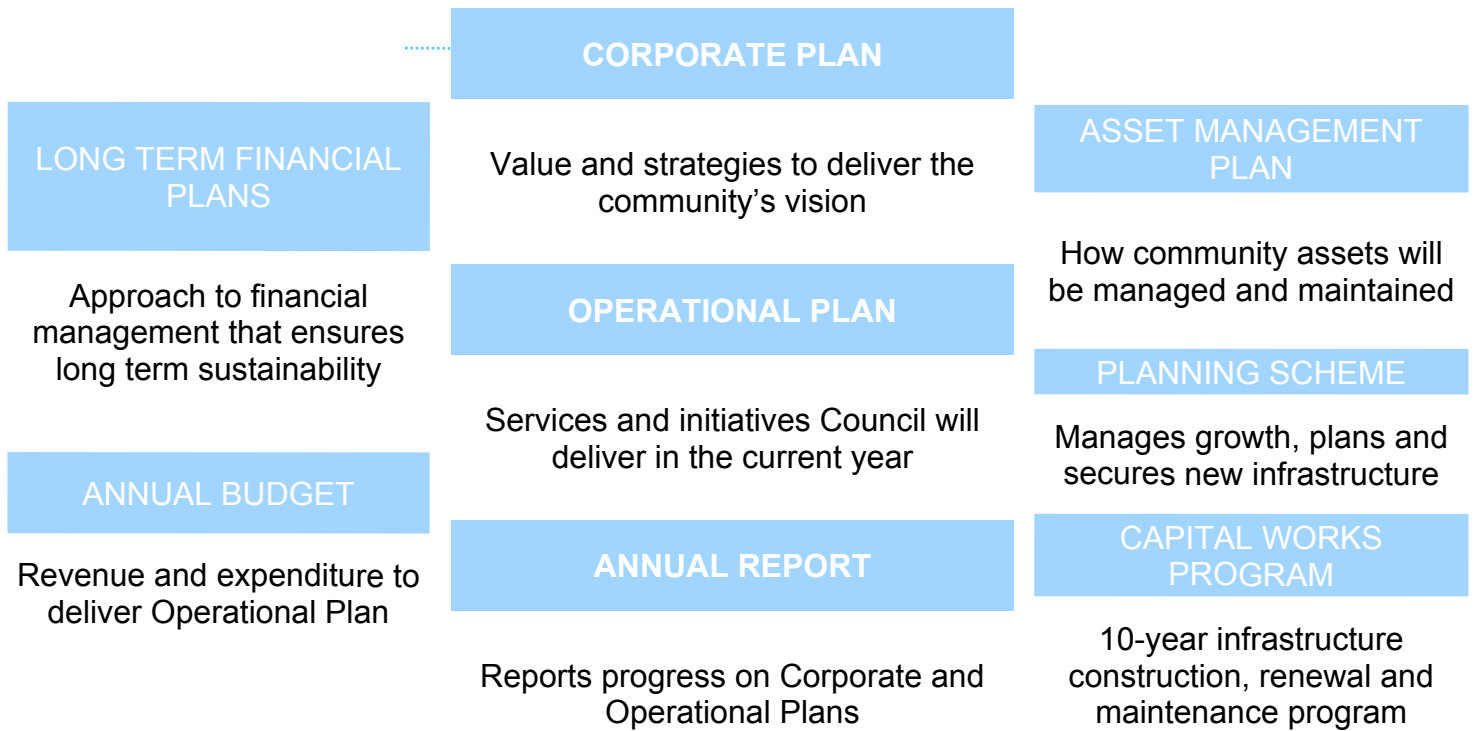 CORPORATE PLAN
Value and strategies to deliver the
community’s vision
OPERATIONAL PLAN
Services and initiatives Council will
deliver in the current year
ANNUAL REPORT
Reports progress on Corporate and
Operational Plans
LONG TERM FINANCIAL
PLANS
Approach to financial
management that ensures
long term sustainability
ANNUAL BUDGET
Revenue and expenditure to
deliver Operational Plan
ASSET MANAGEMENT
PLAN
How community assets will
be managed and maintained
PLANNING SCHEME
Manages growth, plans and
secures new infrastructure
CAPITAL WORKS
PROGRAM
10-year infrastructure
construction, renewal and
maintenance program